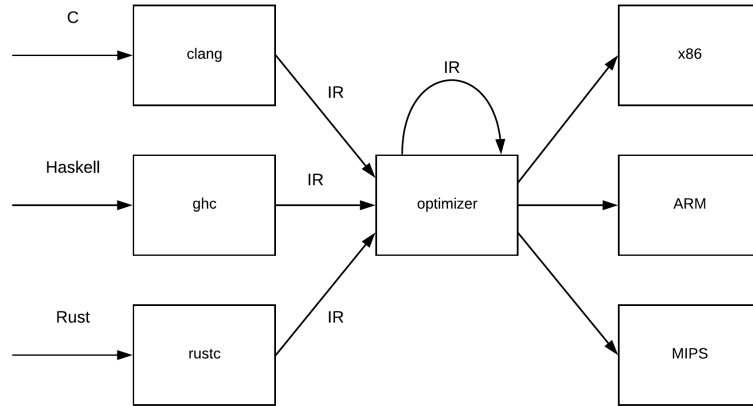 C
clang
IR
IR
x86
Haskell
ghc
IR
optimizer
ARM
Rust
rustc
IR
MIPS